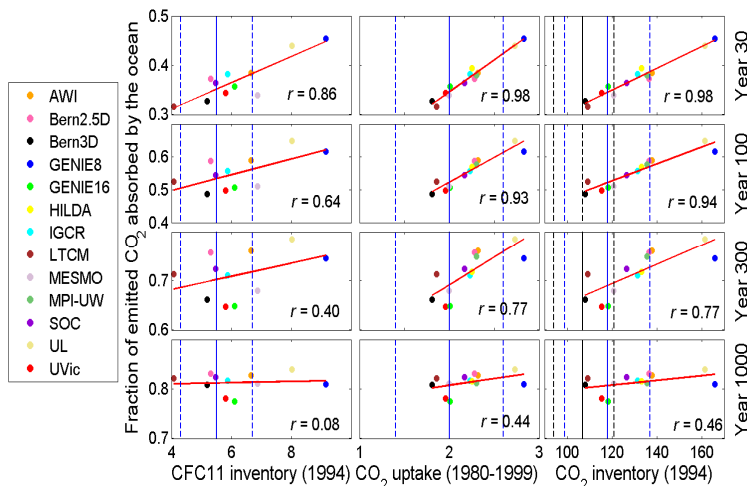 AWI
Bern2.5D
Bern3D
GENIE8
GENIE16
HILDA
IGCR
LTCM
MESMO
MPI-UW
SOC
UL
UVic
Fraction of emitted CO2 absorbed by the ocean
0.5
0.4
0.3
r = 0.86
r = 0.98
r = 0.98
Year 30
0.6
0.5
0.4
r = 0.64
r = 0.93
r = 0.94
Year 100
0.7
0.6
r = 0.40
r = 0.77
r = 0.77
Year 300
0.8
0.7
r = 0.08
r = 0.44
r = 0.46
Year 1000
4 6 8 1 2 3 100 120 140 160
CFC11 inventory (1994) CO2 uptake (1980-1999) CO2 inventory (1994)